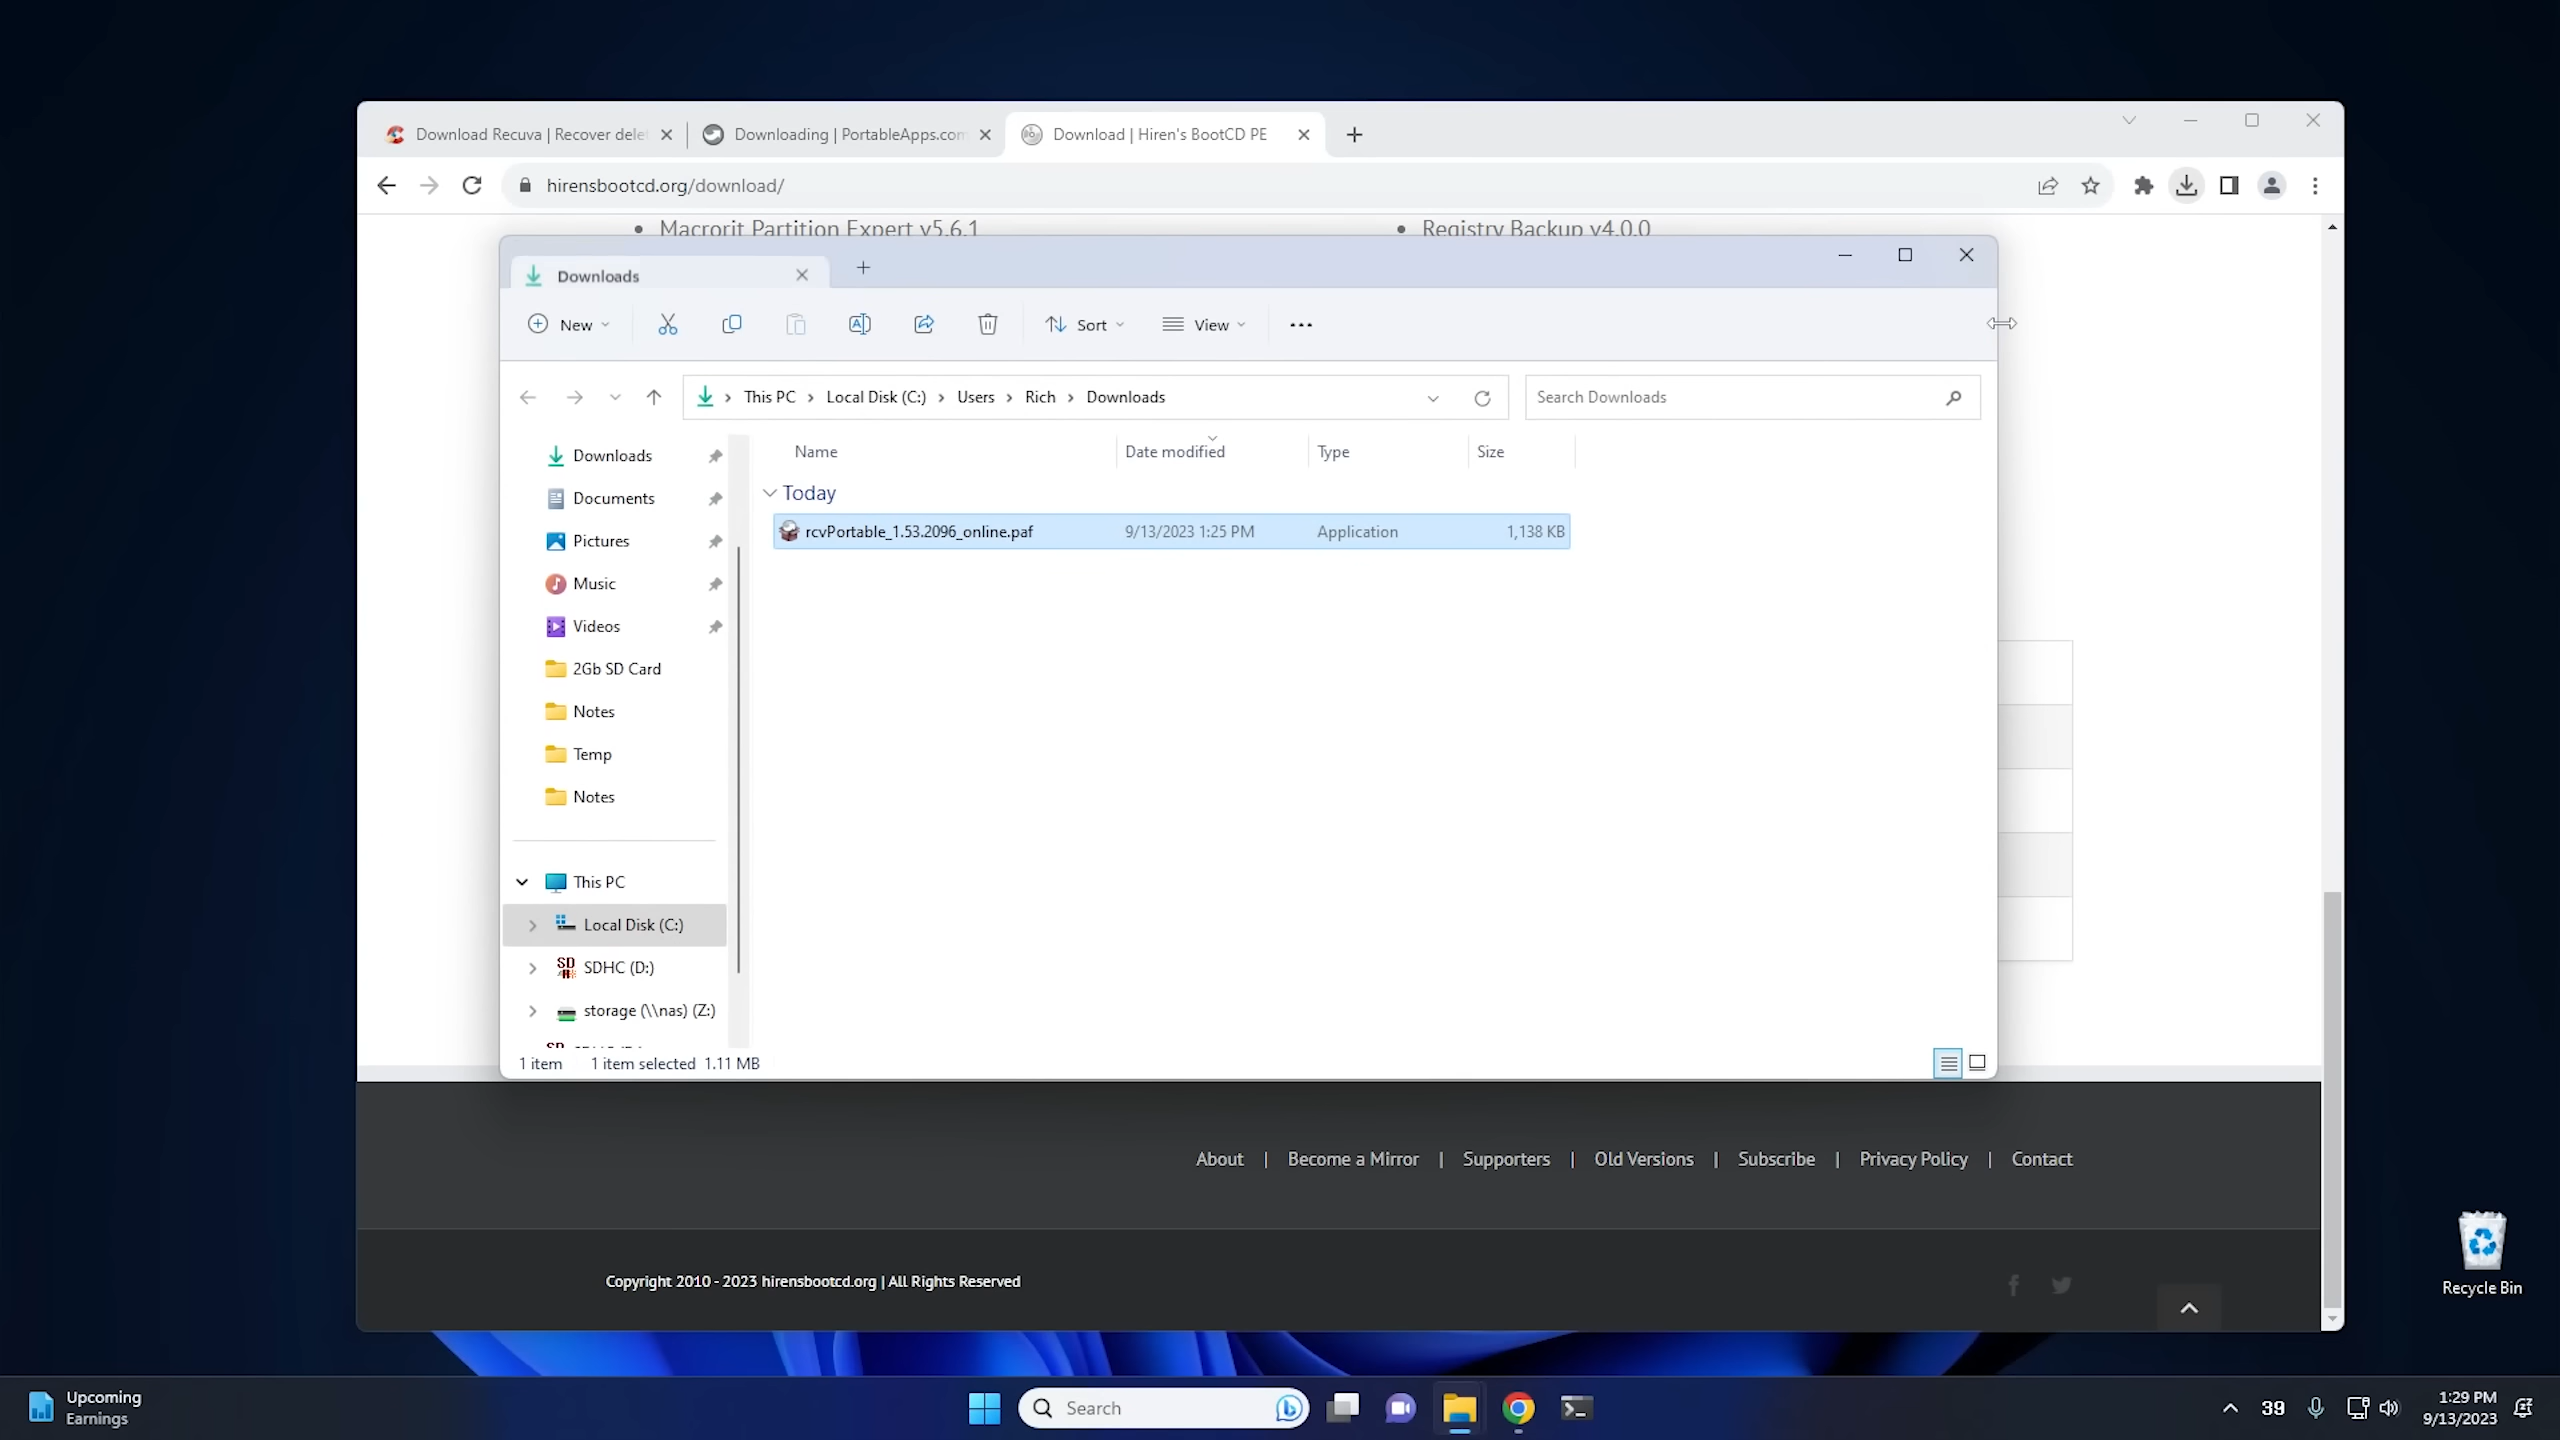 Download Recuva | Recover dele
Downloading | PortableApps.com
Download | Hiren's BootCD PE
hirensbootcd.org/download/
Macrorit Partition Expert v5.6.1
Registry Backup v4.0.0
Downloads
New
Sort
View
This PC
Local Disk (C:)
Users
Rich
Downloads
Search Downloads
Name
Date modified
Type
Size
Today
rcvPortable_1.53.2096_online.paf
9/13/2023 1:25 PM
Application
1,138 KB
Downloads
Documents
Pictures
Music
Videos
2Gb SD Card
Notes
Temp
Notes
This PC
Local Disk (C:)
SDHC (D:)
storage (\\nas) (Z:)
1 item
1 item selected 1.11 MB
About | Become a Mirror | Supporters | Old Versions | Subscribe | Privacy Policy | Contact
Copyright 2010 - 2023 hirensbootcd.org | All Rights Reserved
Recycle Bin
Upcoming
Earnings
Search
39
1:29 PM
9/13/2023